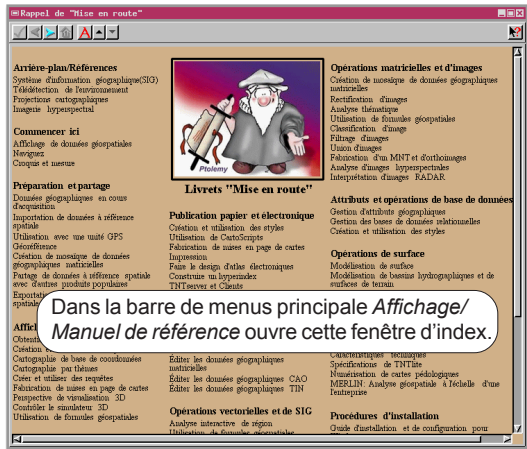 Rappel de "Mise en route"
Arrière-plan/Références
Système d'information géographique(SIG)
Télédétection de l'environnement
Projections cartographiques
Imagerie hyperspectral
Commencer ici
Affichage de données géospatiales
Naviguez
Croquis et mesure
Préparation et partage
Données géographiques en cours
d'acquisition
Importation de données à référence
spatiale
Utilisation avec une unité GPS
Géoréférence
Création de mosaïque de données
géographiques matricielles
Partage de données à référence spatiale
avec d'autres produits populaires
Exportati
spatiale
Affich
Obtenti
Création e
Cartographie de base de coordonnées
Cartographie par thèmes
Créer et utiliser des requêtes
Fabrication de mises en page de cartes
Perspective de visualisation 3D
Contrôler le simulateur 3D
Utilisation de formules géospatiales
Ptolemy
Livrets "Mise en route"
Publication papier et électronique
Création et utilisation des styles
Utilisation de CartoScripts
Fabrication de mises en page de cartes
Impression
Faire le design d'atlas électroniques
Construire un hyperindex
TNTserver et Clients
Éditer les données géographiques
matricielles
Éditer les données géographiques CAO
Éditer les données géographiques TIN
Opérations vectorielles et de SIG
Analyse interactive de région
Utilisation de formules géospatiales
Opérations matricielles et d'images
Création de mosaïque de données géographiques
matricielles
Rectification d'images
Analyse thématique
Utilisation de formules géospatiales
Classification d'image
Filtrage d'images
Union d'images
Fabrication d'un MNT et d'orthoimages
Analyse d'images hyperspectrales
Interprétation d'images RADAR
Attributs et opérations de base de données
Gestion d'attributs géographiques
Gestion des bases de données relationnelles
Création et utilisation des styles
Opérations de surface
Modélisation de surface
Modélisation de bassins hydrographiques et de
surfaces de terrain
Caractéristiques techniques
Spécifications de TNTlite
Numérisation de cartes pédologiques
MERLIN: Analyse géospatiale à l'échelle d'une
l'entreprise
Procédures d'installation
Guide d'installation et de configuration pour
Dans la barre de menus principale Affichage/
Manuel de référence ouvre cette fenêtre d'index.